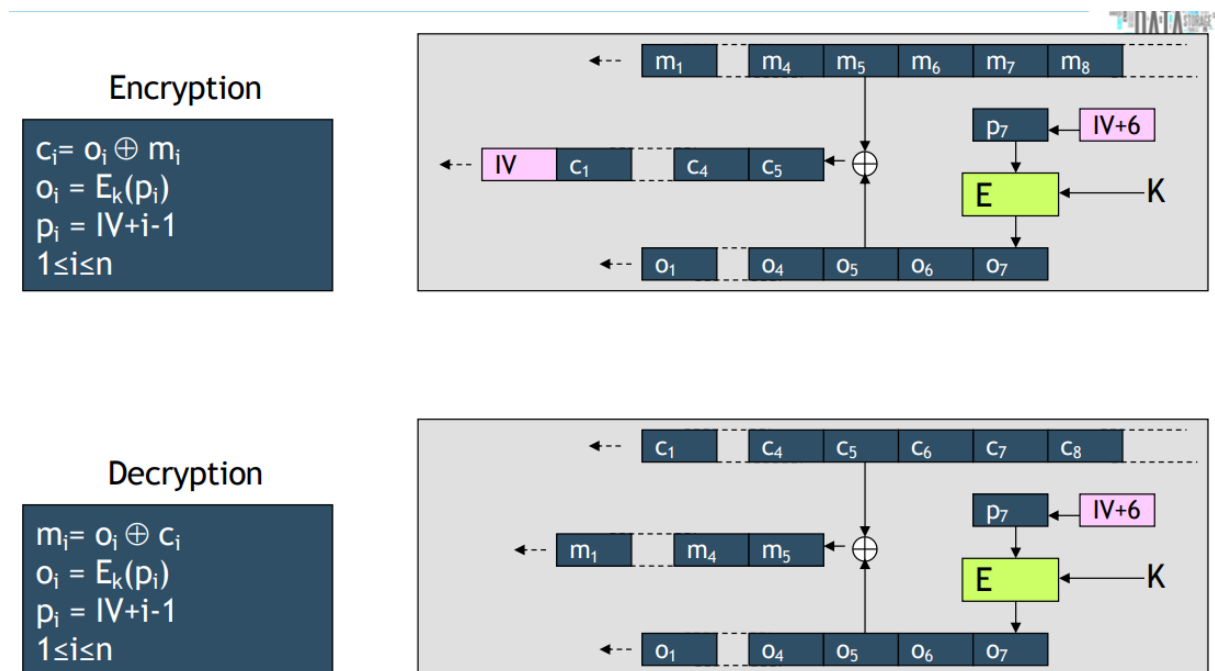 DATA STORAGE
Encryption
cᵢ= oᵢ ⊕ mᵢ
oᵢ = Eₖ(pᵢ)
pᵢ = IV+i-1
1≤i≤n
m₁ m₄ m₅ m₆ m₇ m₈
p₇ IV+6
IV c₁ c₄ c₅
E K
o₁ o₄ o₅ o₆ o₇
Decryption
mᵢ= oᵢ ⊕ cᵢ
oᵢ = Eₖ(pᵢ)
pᵢ = IV+i-1
1≤i≤n
c₁ c₄ c₅ c₆ c₇ c₈
p₇ IV+6
m₁ m₄ m₅
E K
o₁ o₄ o₅ o₆ o₇